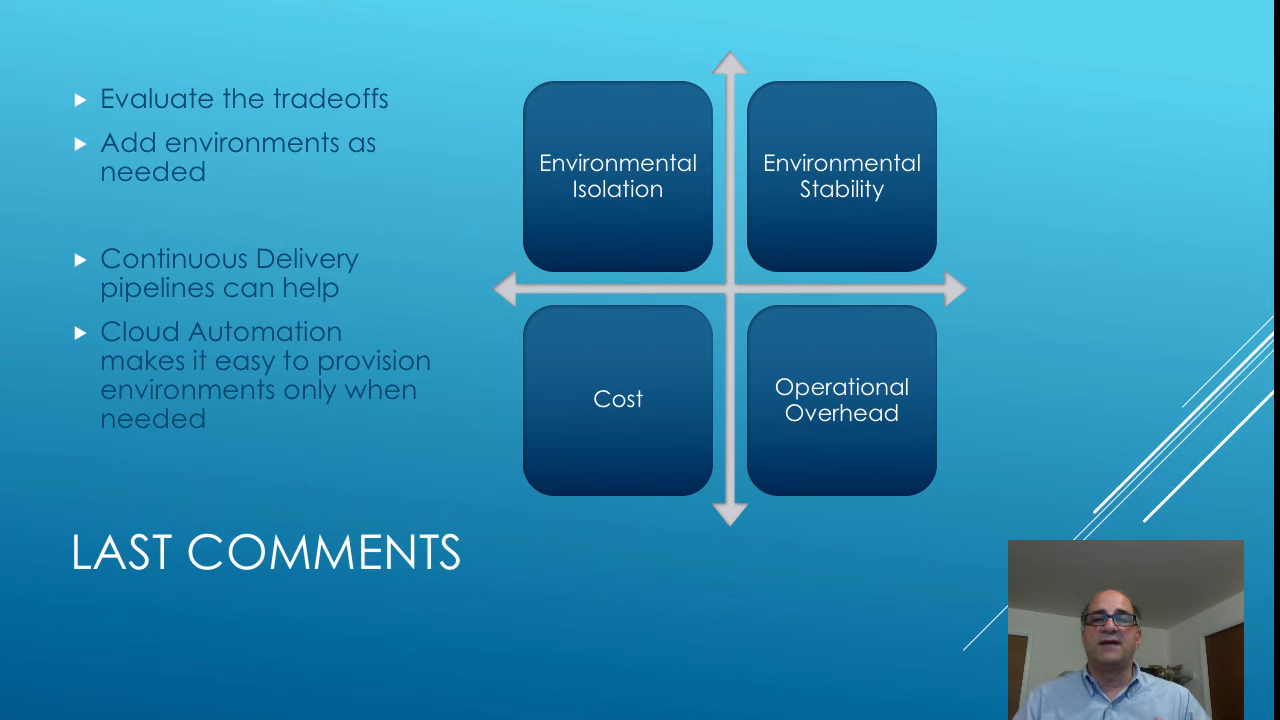 Evaluate the tradeoffs
Add environments as
needed
Continuous Delivery
pipelines can help
Cloud Automation
makes it easy to provision
environments only when
needed
Environmental
Isolation
Environmental
Stability
Cost
Operational
Overhead
LAST COMMENTS